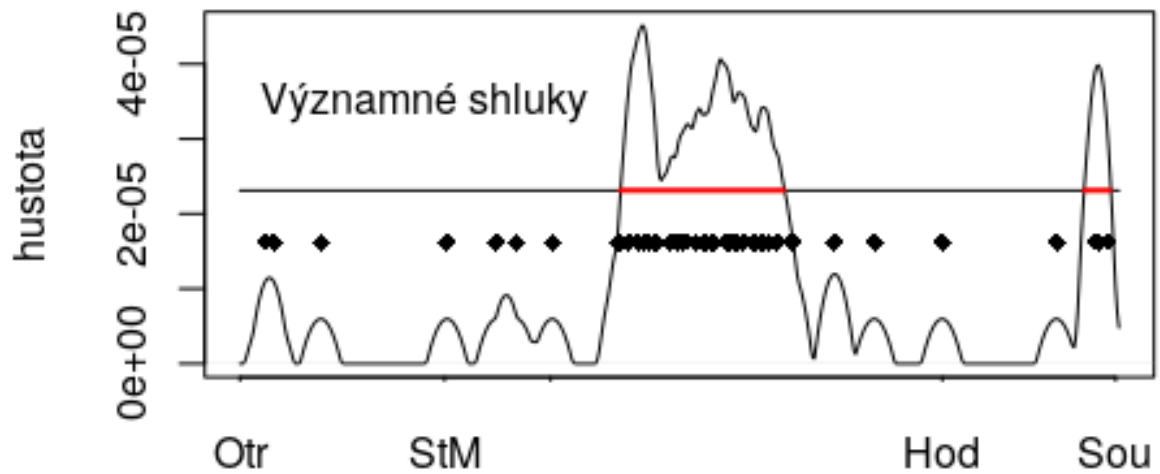 Významné shluky
hustota
4e-05
2e-05
0e+00
Otr
StM
Hod
Sou